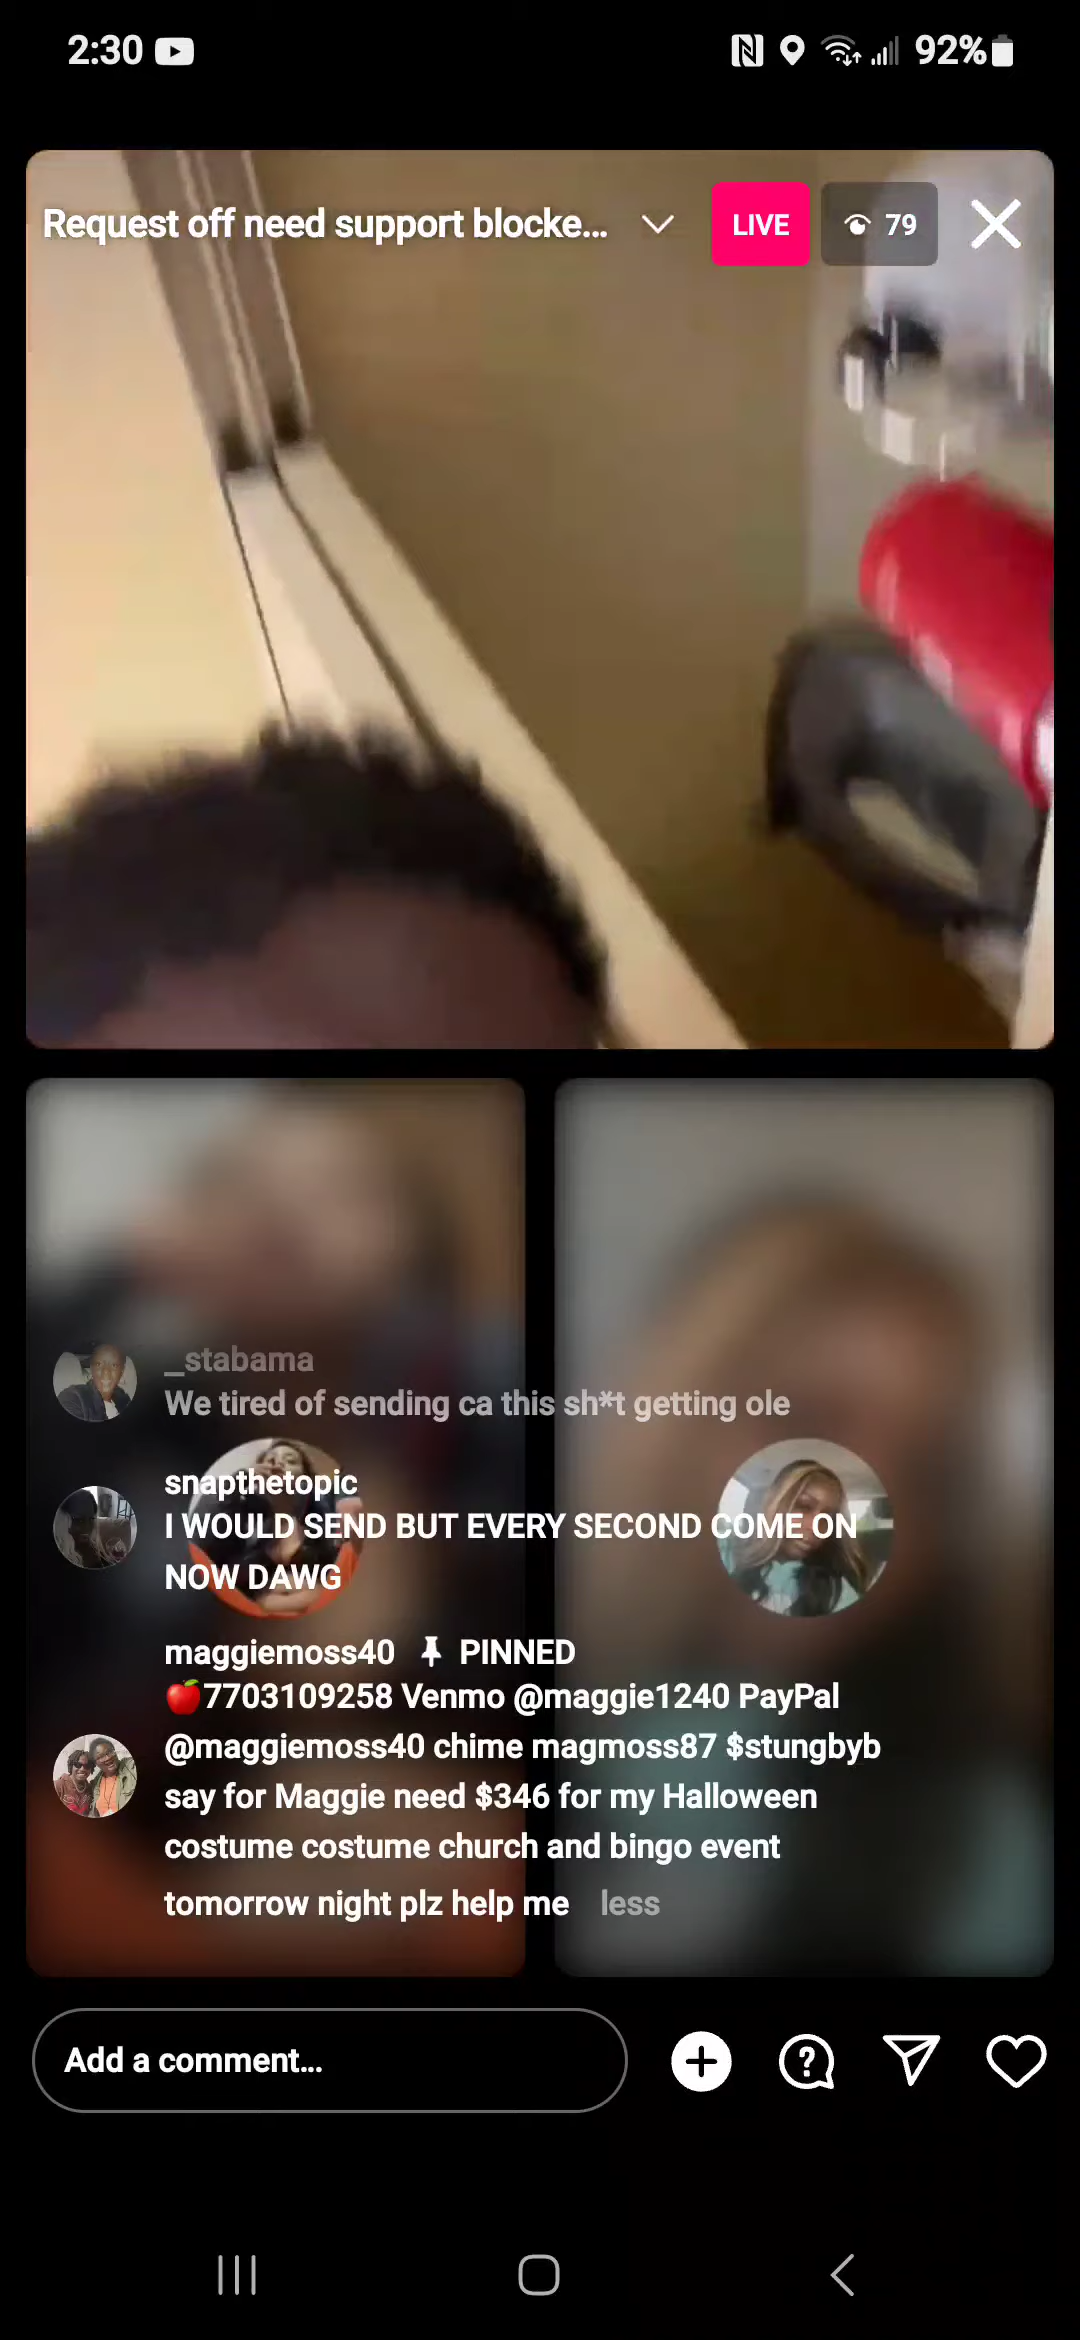 2:30 92%
Request off need support blocke... LIVE 79
_stabama
We tired of sending ca this sh*t getting ole
snapthetopic
I WOULD SEND BUT EVERY SECOND COME ON
NOW DAWG
maggiemoss40 PINNED
🍎7703109258 Venmo @maggie1240 PayPal
@maggiemoss40 chime magmoss87 $stungbyb
say for Maggie need $346 for my Halloween
costume costume church and bingo event
tomorrow night plz help me less
Add a comment...